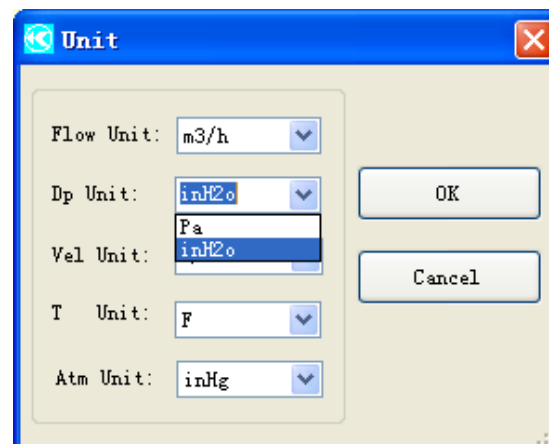 Unit
Flow Unit: m3/h
Dp Unit: inH2o
OK
Pa
inH2o
Vel Unit:
Cancel
T Unit: F
Atm Unit: inHg